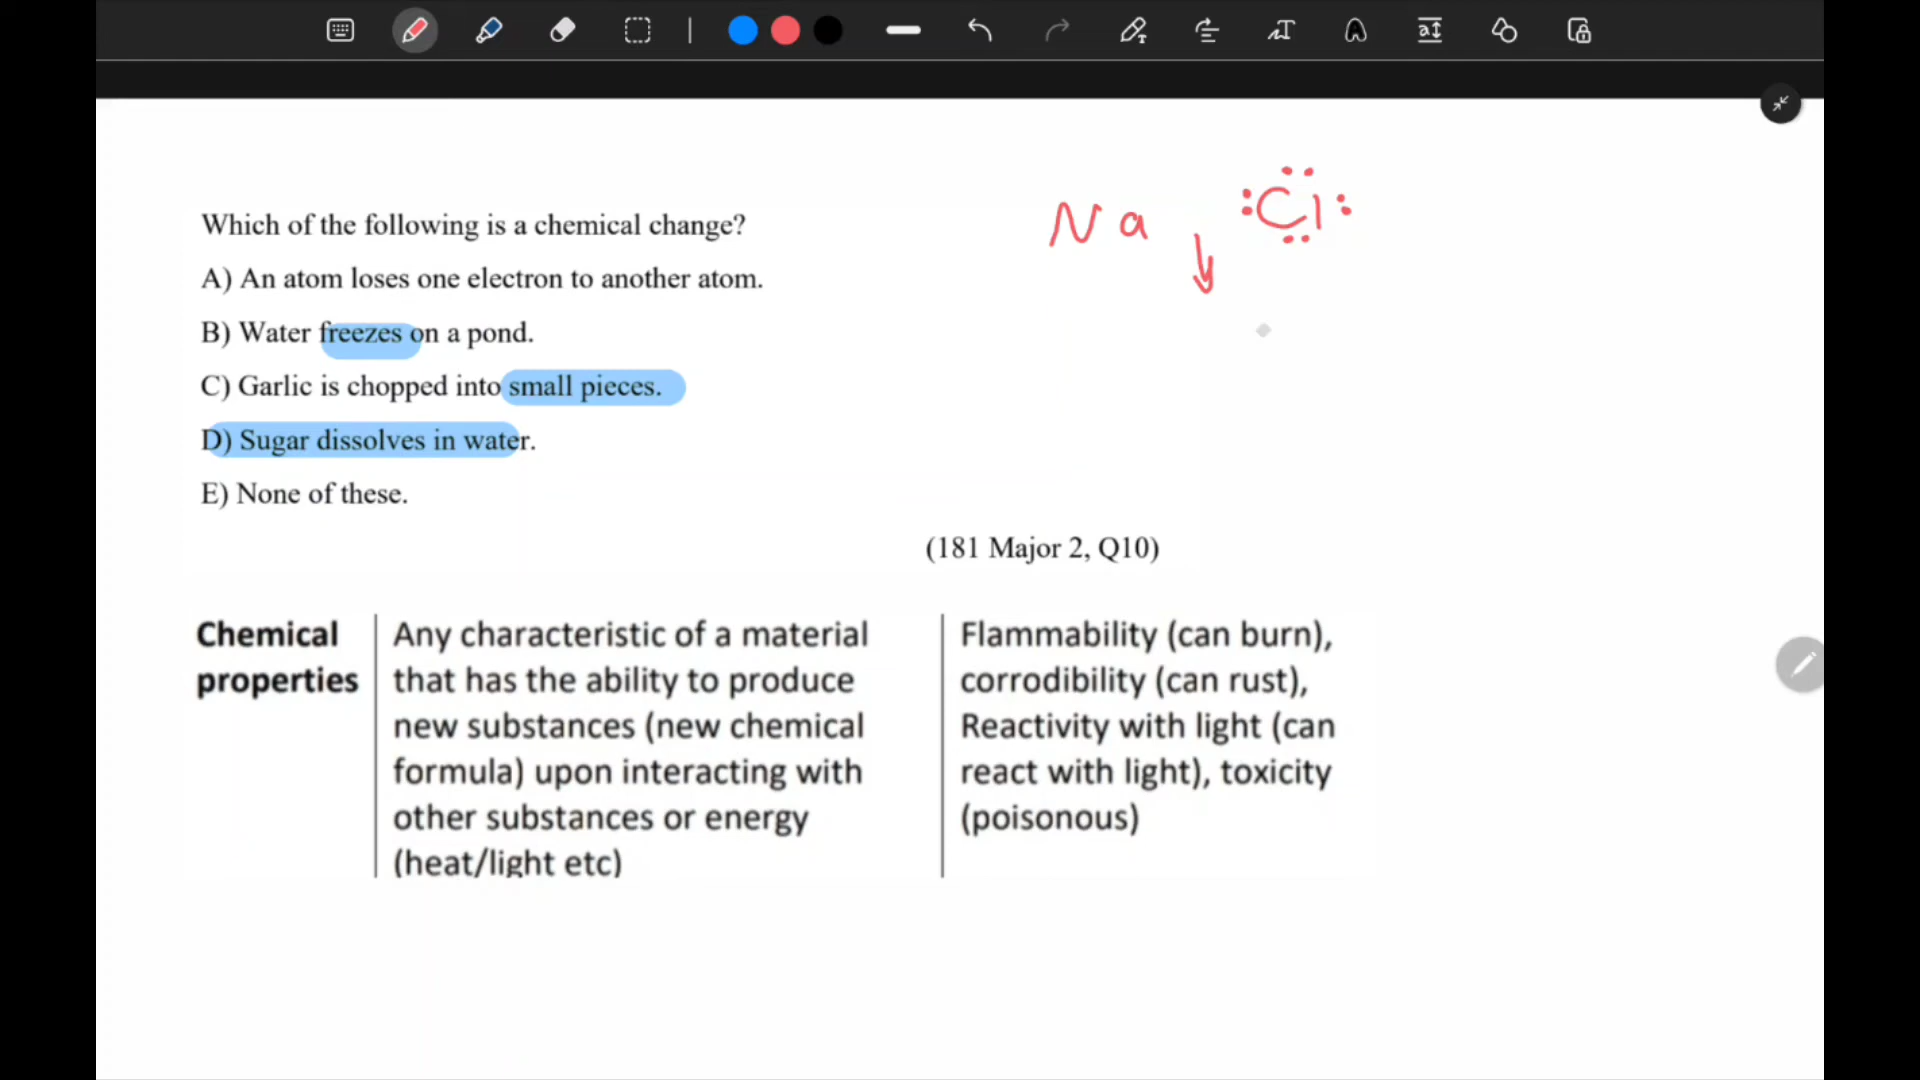 Which of the following is a chemical change?
A) An atom loses one electron to another atom.
B) Water freezes on a pond.
C) Garlic is chopped into small pieces.
D) Sugar dissolves in water.
E) None of these.
(181 Major 2, Q10)
Na :Cl:
Chemical properties
Any characteristic of a material
that has the ability to produce
new substances (new chemical
formula) upon interacting with
other substances or energy
(heat/light etc)
Flammability (can burn),
corrodibility (can rust),
Reactivity with light (can
react with light), toxicity
(poisonous)